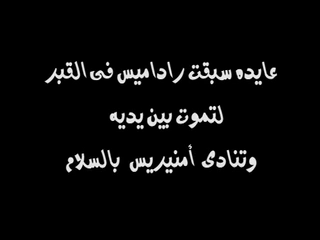 عايده سبقت راداميس فى القبر
لتموت بين يديه
وتنادى أمنيريس بالسلام